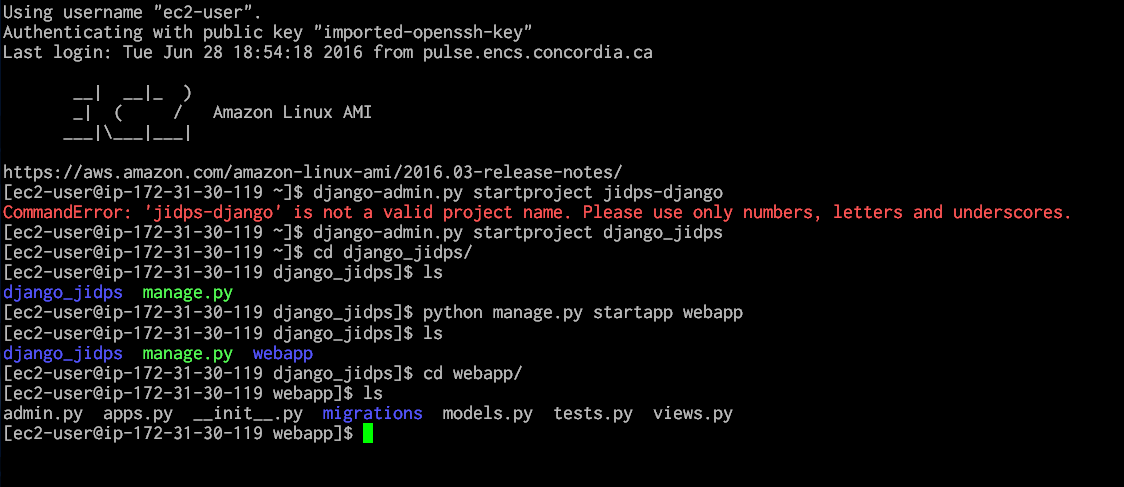 Using username "ec2-user".
Authenticating with public key "imported-openssh-key"
Last login: Tue Jun 28 18:54:18 2016 from pulse.encs.concordia.ca
       __|  __|_  )
       _|  (     /   Amazon Linux AMI
      ___|\___|___|
https://aws.amazon.com/amazon-linux-ami/2016.03-release-notes/
[ec2-user@ip-172-31-30-119 ~]$ django-admin.py startproject jidps-django
CommandError: 'jidps-django' is not a valid project name. Please use only numbers, letters and underscores.
[ec2-user@ip-172-31-30-119 ~]$ django-admin.py startproject django_jidps
[ec2-user@ip-172-31-30-119 ~]$ cd django_jidps/
[ec2-user@ip-172-31-30-119 django_jidps]$ ls
django_jidps  manage.py
[ec2-user@ip-172-31-30-119 django_jidps]$ python manage.py startapp webapp
[ec2-user@ip-172-31-30-119 django_jidps]$ ls
django_jidps  manage.py  webapp
[ec2-user@ip-172-31-30-119 django_jidps]$ cd webapp/
[ec2-user@ip-172-31-30-119 webapp]$ ls
admin.py  apps.py  __init__.py  migrations  models.py  tests.py  views.py
[ec2-user@ip-172-31-30-119 webapp]$